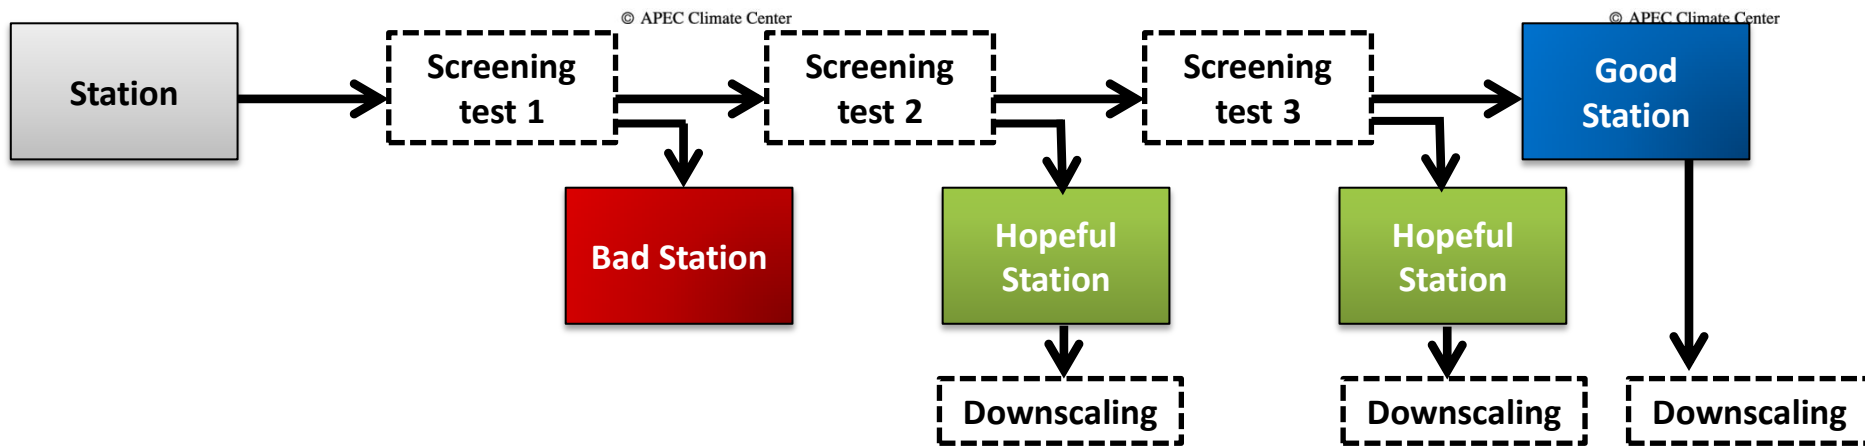 © APEC Climate Center
© APEC Climate Center
Station
Screening
test 1
Screening
test 2
Screening
test 3
Good
Station
Bad Station
Hopeful
Station
Hopeful
Station
Downscaling
Downscaling
Downscaling